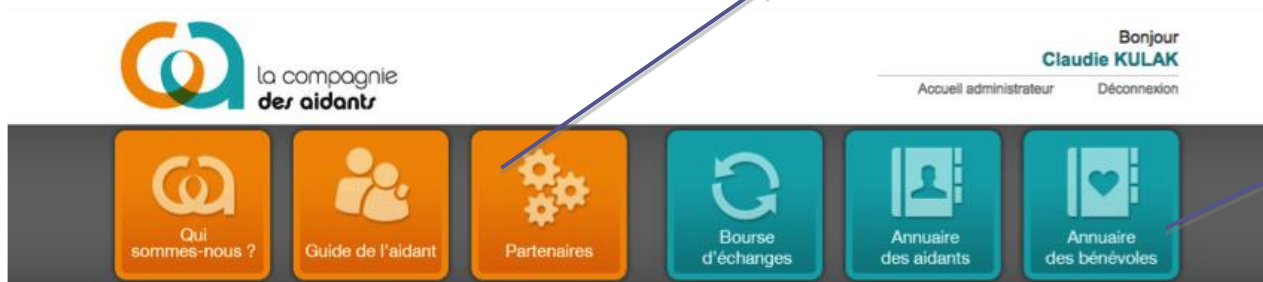 la compagnie
des aidants
Bonjour
Claudie KULAK
Accueil administrateur
Déconnexion
Qui
sommes-nous ?
Guide de l'aidant
Partenaires
Bourse
d'échanges
Annuaire
des aidants
Annuaire
des bénévoles